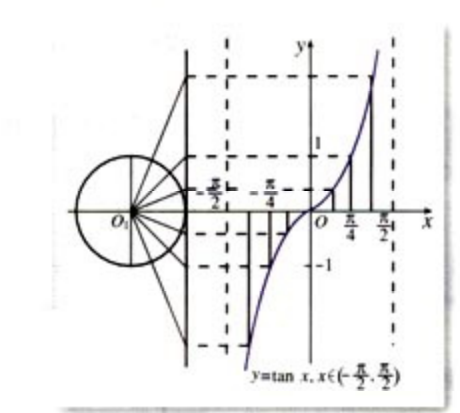 y
1
-π/2
-π/4
O₁
O
π/4
π/2
x
-1
y=tan x, x∈(-π/2, π/2)